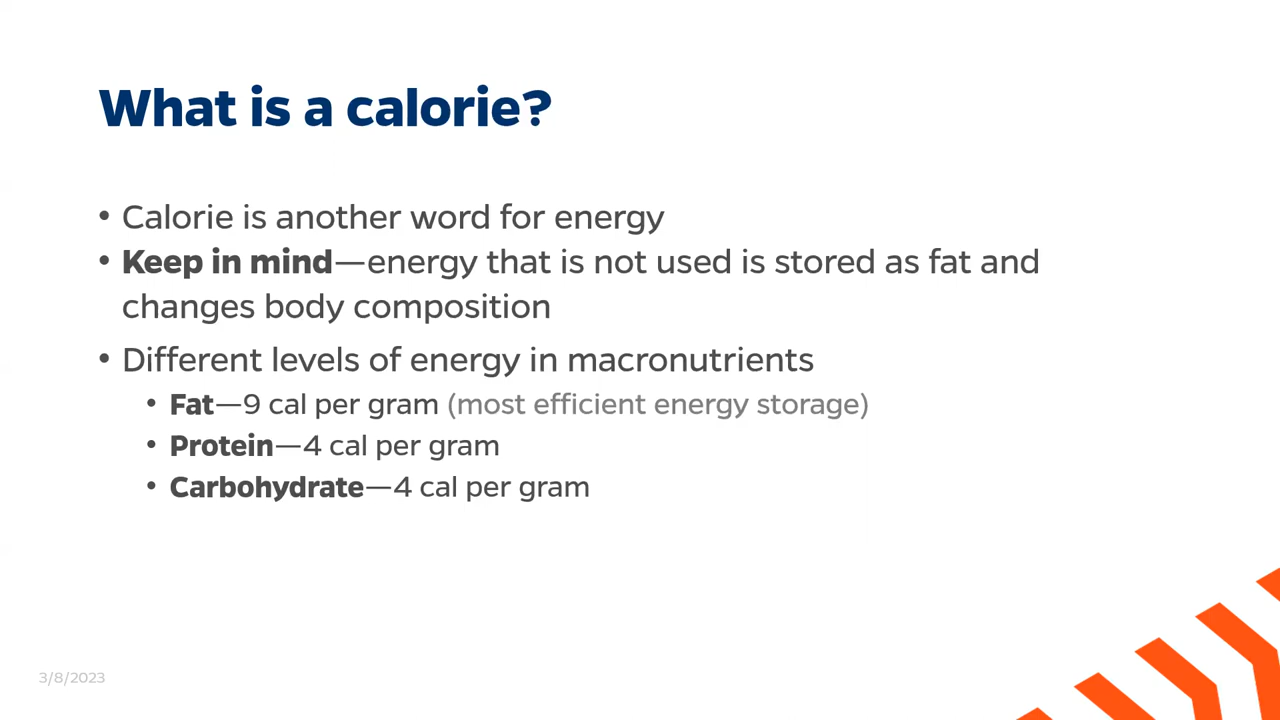 What is a calorie?
• Calorie is another word for energy
• Keep in mind—energy that is not used is stored as fat and
changes body composition
• Different levels of energy in macronutrients
• Fat—9 cal per gram (most efficient energy storage)
• Protein—4 cal per gram
• Carbohydrate—4 cal per gram
3/8/2023